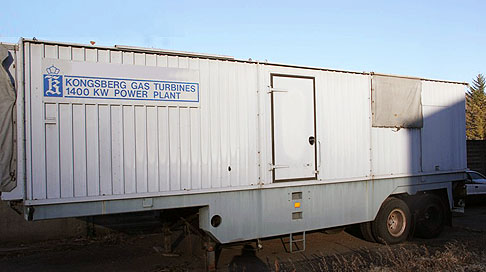 KONGSBERG GAS TURBINES
1400 KW POWER PLANT